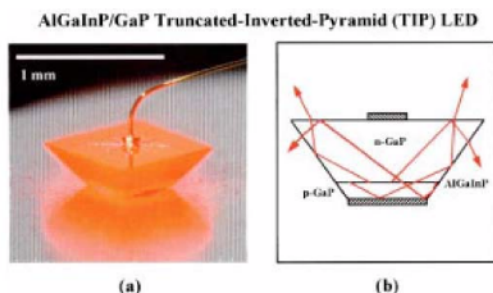 AlGaInP/GaP Truncated-Inverted-Pyramid (TIP) LED
1 mm
n-GaP
p-GaP
AlGaInP
(a)
(b)